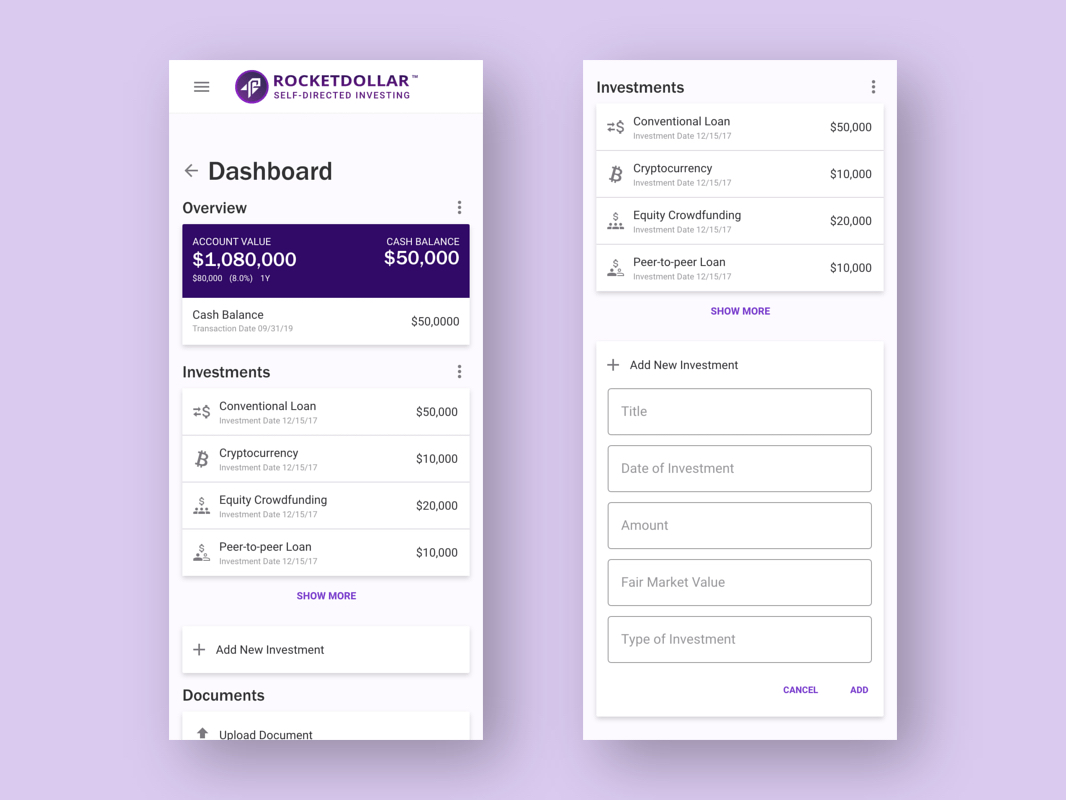 ROCKETDOLLAR™
SELF-DIRECTED INVESTING
Dashboard
Overview
ACCOUNT VALUE
$1,080,000
$80,000 (8.0%) 1Y
CASH BALANCE
$50,000
Cash Balance
Transaction Date 09/31/19
$50,0000
Investments
Conventional Loan
Investment Date 12/15/17
$50,000
Cryptocurrency
Investment Date 12/15/17
$10,000
Equity Crowdfunding
Investment Date 12/15/17
$20,000
Peer-to-peer Loan
Investment Date 12/15/17
$10,000
SHOW MORE
Add New Investment
Documents
Upload Document
Investments
Conventional Loan
Investment Date 12/15/17
$50,000
Cryptocurrency
Investment Date 12/15/17
$10,000
Equity Crowdfunding
Investment Date 12/15/17
$20,000
Peer-to-peer Loan
Investment Date 12/15/17
$10,000
SHOW MORE
Add New Investment
Title
Date of Investment
Amount
Fair Market Value
Type of Investment
CANCEL ADD